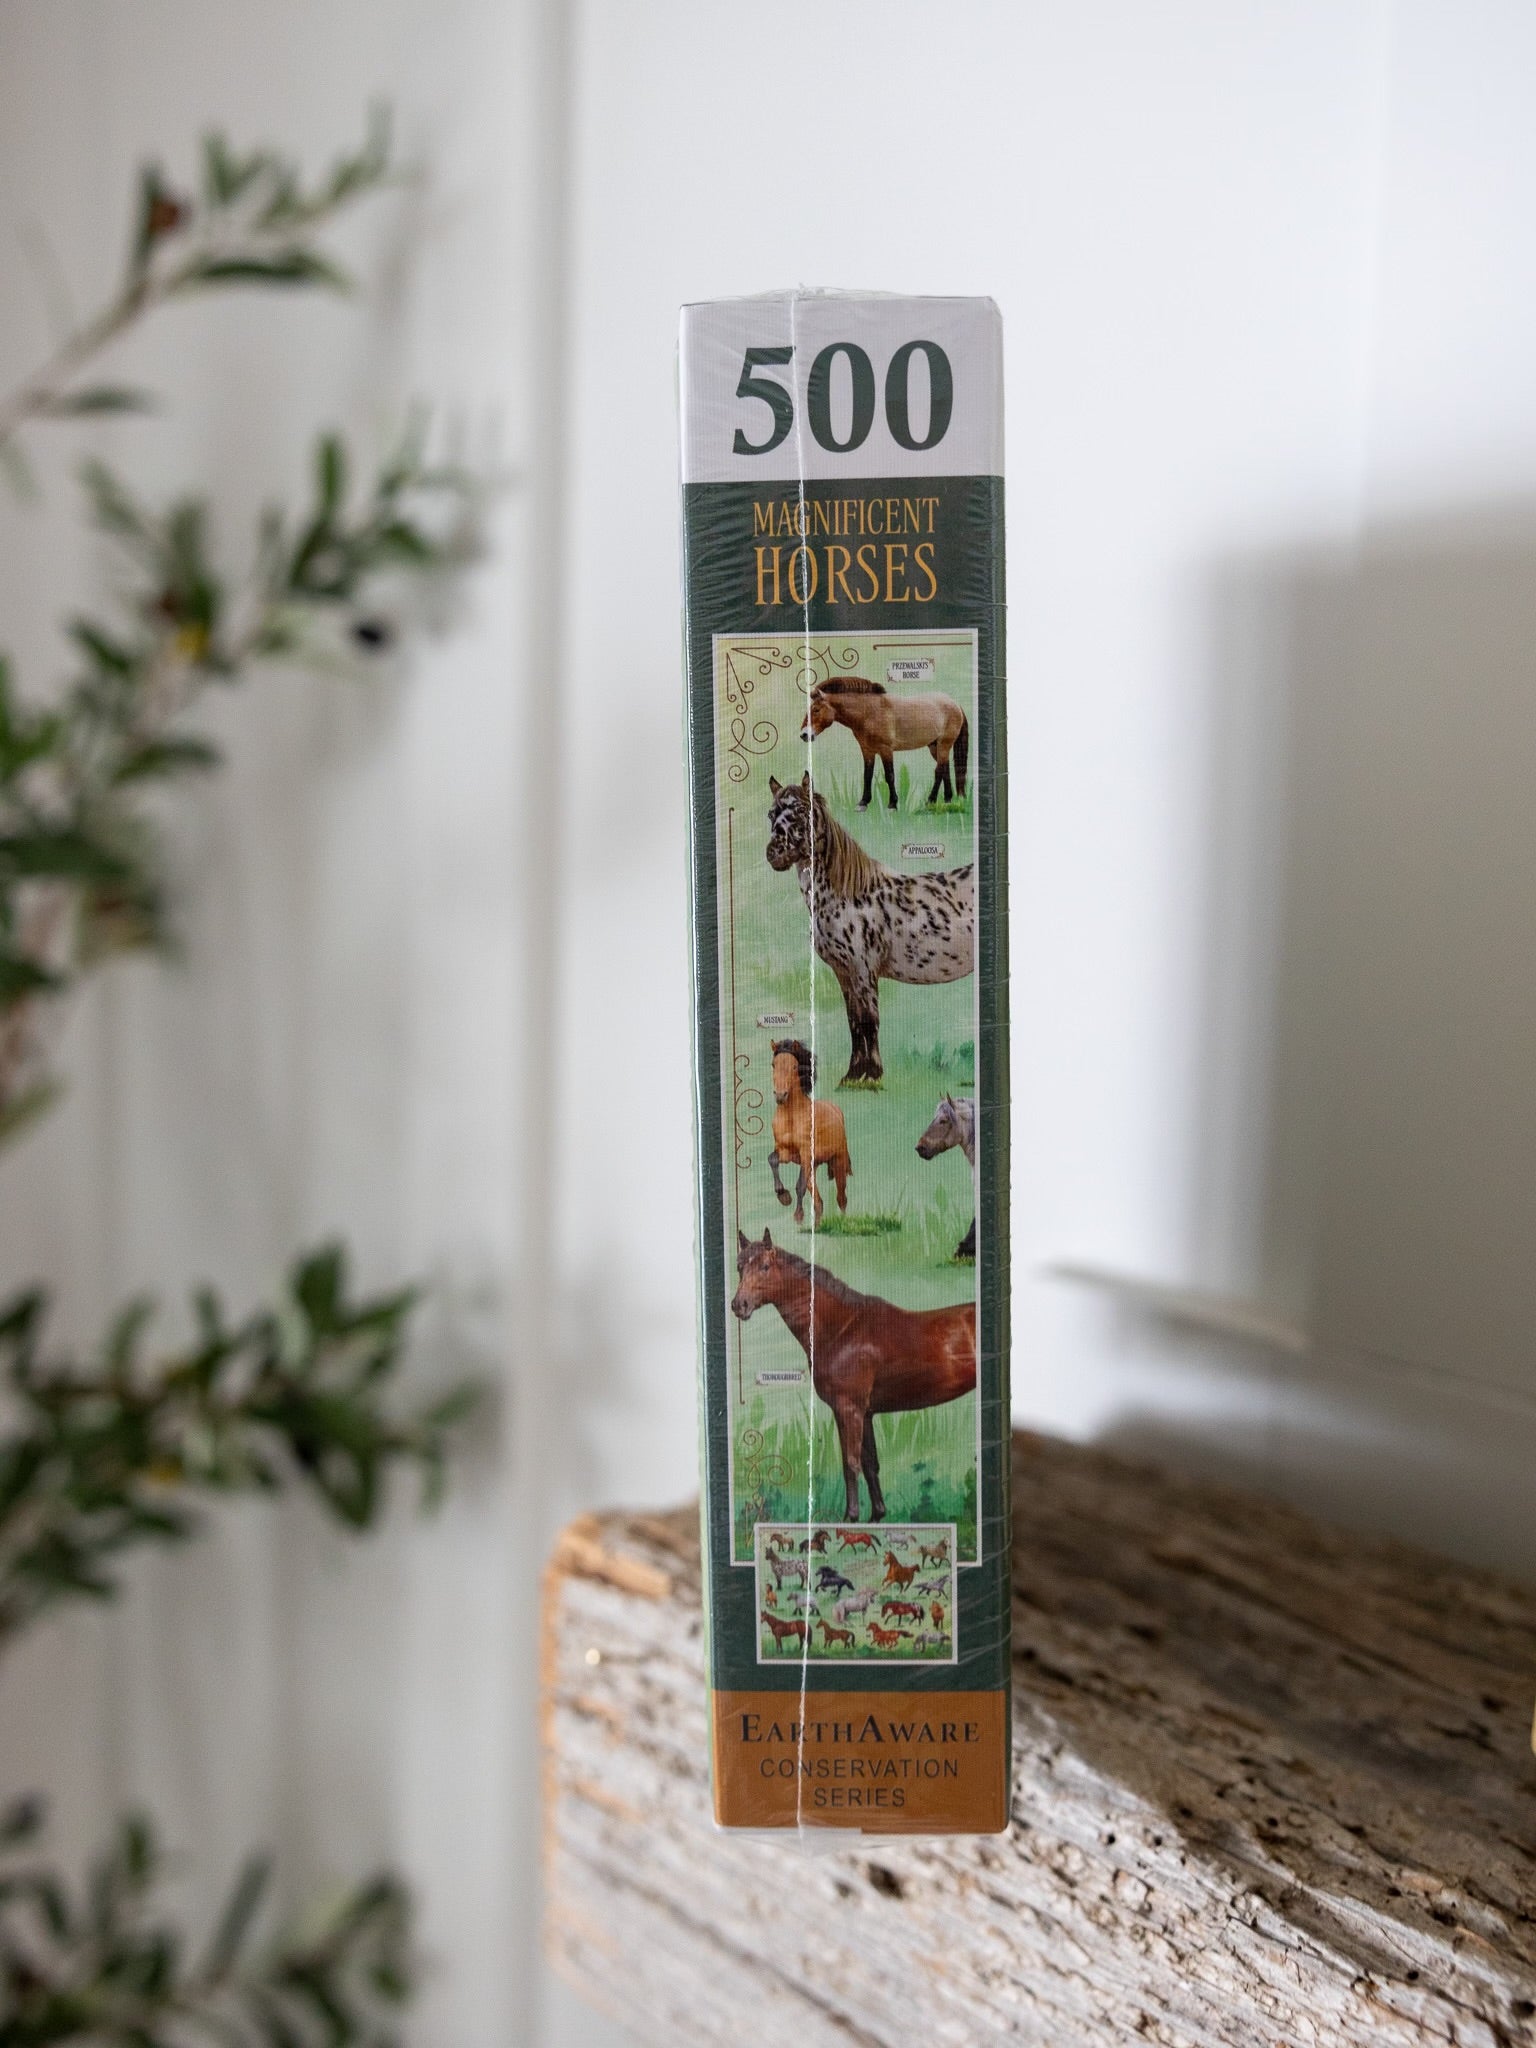 500
MAGNIFICENT
HORSES
PRZEWALSKI'S
HORSE
APPALOOSA
MUSTANG
THOROUGHBRED
EARTHAWARE
CONSERVATION
SERIES